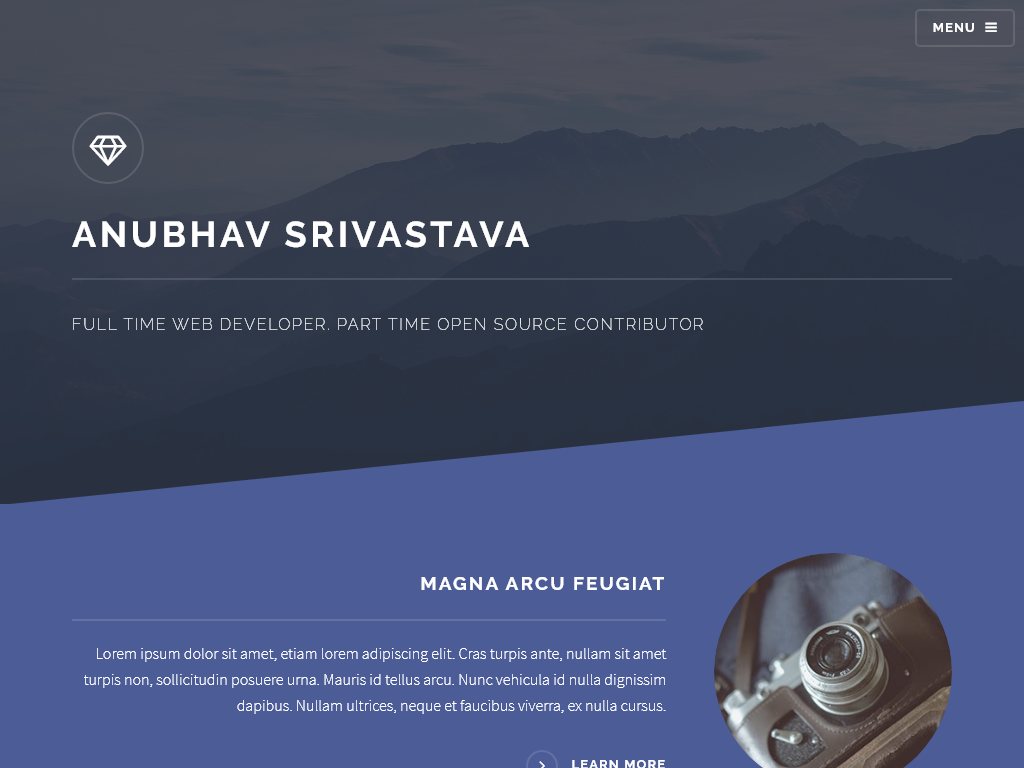 MENU
ANUBHAV SRIVASTAVA
FULL TIME WEB DEVELOPER. PART TIME OPEN SOURCE CONTRIBUTOR
MAGNA ARCU FEUGIAT
Lorem ipsum dolor sit amet, etiam lorem adipiscing elit. Cras turpis ante, nullam sit amet
turpis non, sollicitudin posuere urna. Mauris id tellus arcu. Nunc vehicula id nulla dignissim
dapibus. Nullam ultrices, neque et faucibus viverra, ex nulla cursus.
LEARN MORE